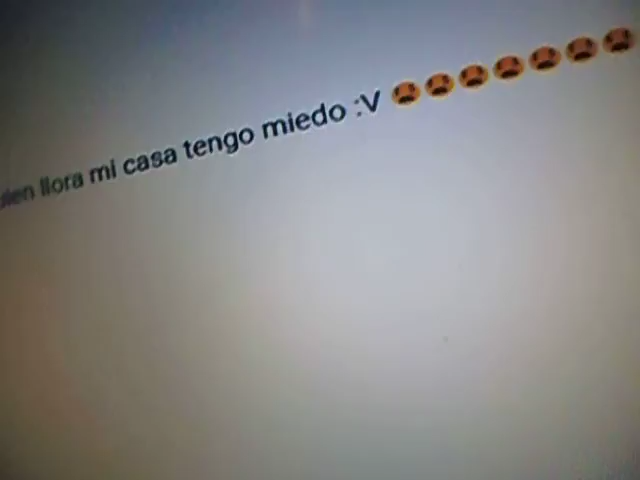 llora mi casa tengo miedo :V 😡😡😡😡😡😡😡